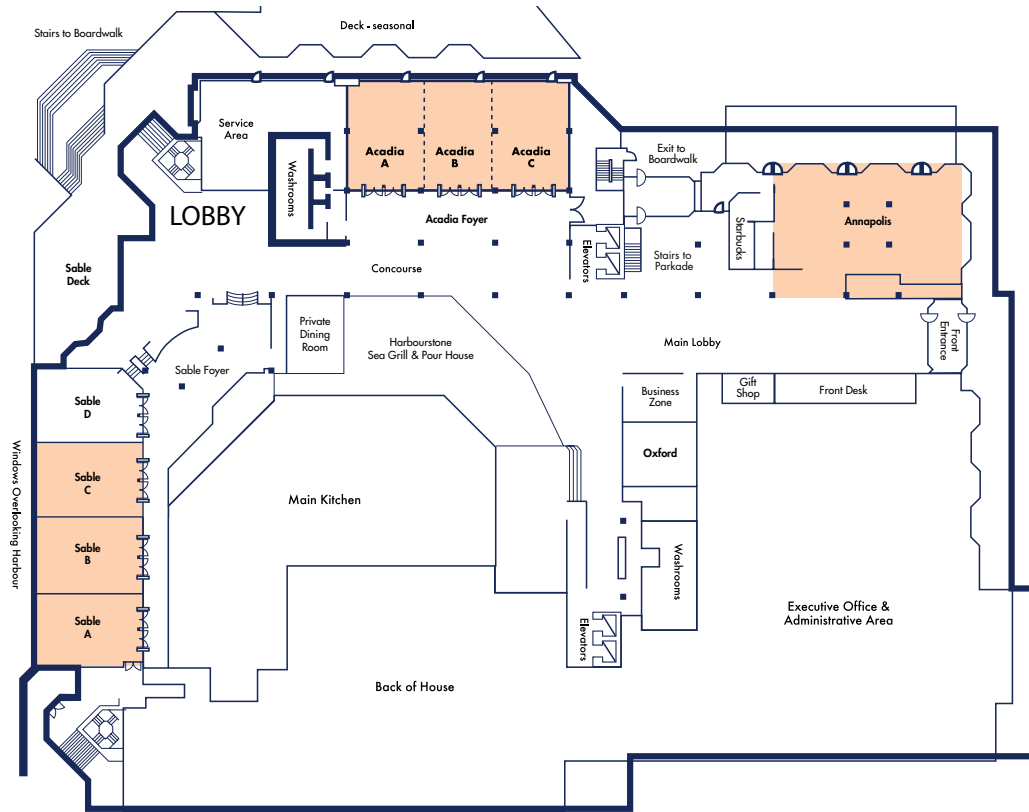 Deck - seasonal
Stairs to Boardwalk
Service
Area
Washrooms
Acadia
A
Acadia
B
Acadia
C
Exit to
Boardwalk
LOBBY
Acadia Foyer
Elevators
Stairs to
Parkade
Starbucks
Annapolis
Sable
Deck
Concourse
Private
Dining
Room
Harbourstone
Sea Grill & Pour House
Main Lobby
Front
Entrance
Sable Foyer
Business
Zone
Gift
Shop
Front Desk
Sable
D
Oxford
Windows Overlooking Harbour
Sable
C
Main Kitchen
Sable
B
Washrooms
Sable
A
Elevators
Executive Office &
Administrative Area
Back of House